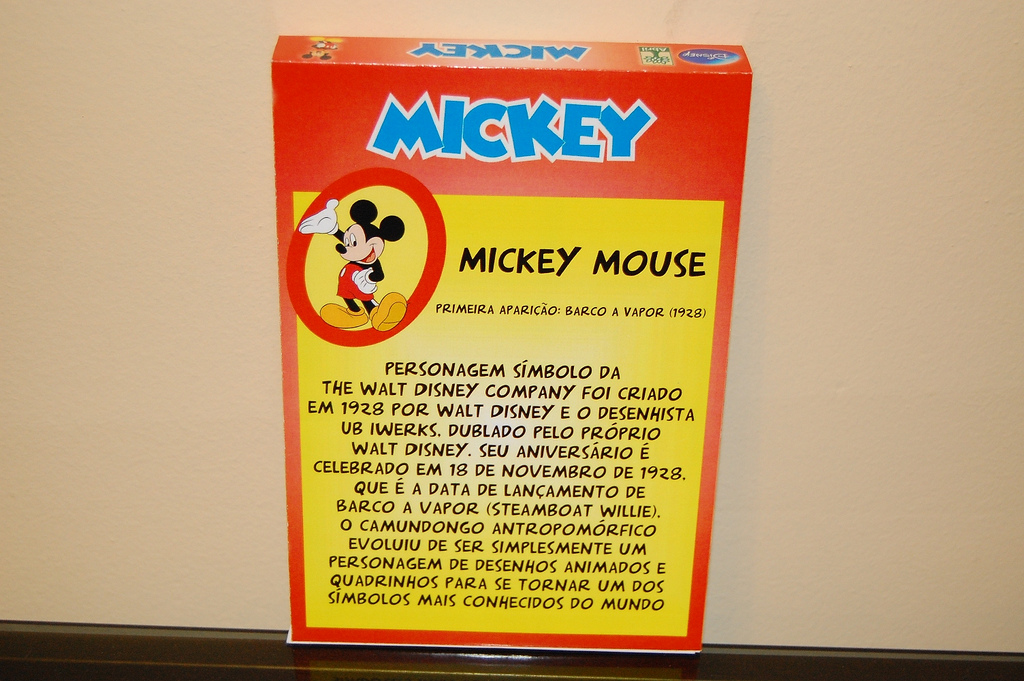 MICKEY
Abril
Disney
MICKEY
MICKEY MOUSE
PRIMEIRA APARIÇÃO: BARCO A VAPOR (1928)
PERSONAGEM SÍMBOLO DA
THE WALT DISNEY COMPANY FOI CRIADO
EM 1928 POR WALT DISNEY E O DESENHISTA
UB IWERKS. DUBLADO PELO PRÓPRIO
WALT DISNEY. SEU ANIVERSÁRIO É
CELEBRADO EM 18 DE NOVEMBRO DE 1928.
QUE É A DATA DE LANÇAMENTO DE
BARCO A VAPOR (STEAMBOAT WILLIE).
O CAMUNDONGO ANTROPOMÓRFICO
EVOLUIU DE SER SIMPLESMENTE UM
PERSONAGEM DE DESENHOS ANIMADOS E
QUADRINHOS PARA SE TORNAR UM DOS
SÍMBOLOS MAIS CONHECIDOS DO MUNDO